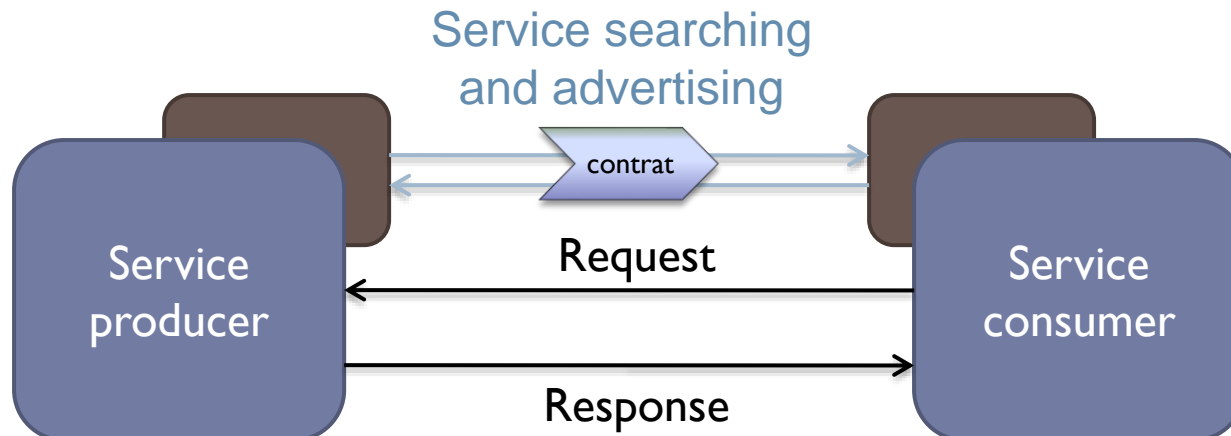 Service searching
and advertising
contrat
Request
Service
producer
Service
consumer
Response